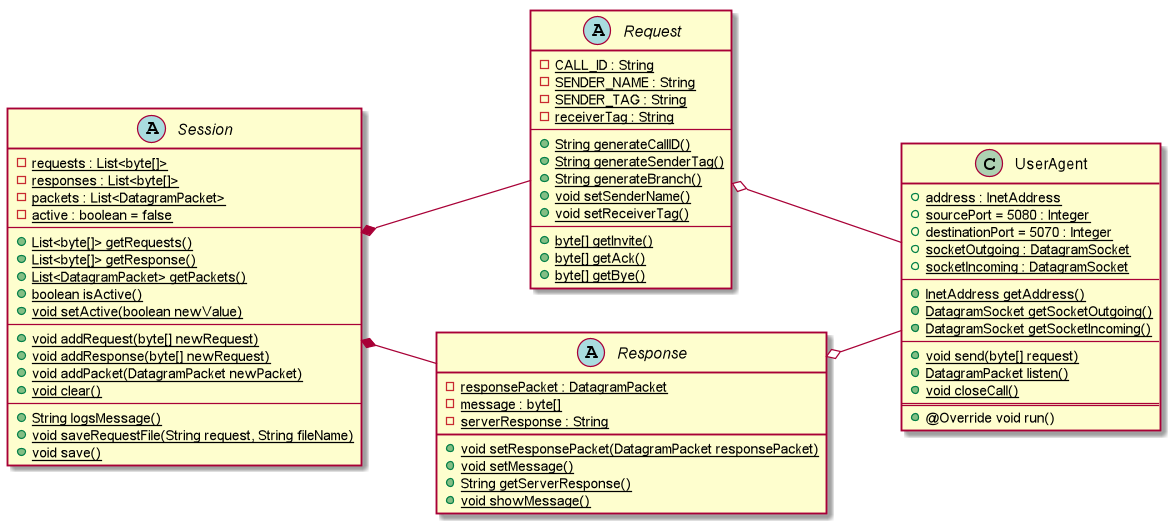 A Session
requests : List<byte[]>
responses : List<byte[]>
packets : List<DatagramPacket>
active : boolean = false
List<byte[]> getRequests()
List<byte[]> getResponse()
List<DatagramPacket> getPackets()
boolean isActive()
void setActive(boolean newValue)
void addRequest(byte[] newRequest)
void addResponse(byte[] newRequest)
void addPacket(DatagramPacket newPacket)
void clear()
String logsMessage()
void saveRequestFile(String request, String fileName)
void save()
A Request
CALL_ID : String
SENDER_NAME : String
SENDER_TAG : String
receiverTag : String
String generateCallID()
String generateSenderTag()
String generateBranch()
void setSenderName()
void setReceiverTag()
byte[] getInvite()
byte[] getAck()
byte[] getBye()
A Response
responsePacket : DatagramPacket
message : byte[]
serverResponse : String
void setResponsePacket(DatagramPacket responsePacket)
void setMessage()
String getServerResponse()
void showMessage()
C UserAgent
address : InetAddress
sourcePort = 5080 : Integer
destinationPort = 5070 : Integer
socketOutgoing : DatagramSocket
socketIncoming : DatagramSocket
InetAddress getAddress()
DatagramSocket getSocketOutgoing()
DatagramSocket getSocketIncoming()
void send(byte[] request)
DatagramPacket listen()
void closeCall()
@Override void run()